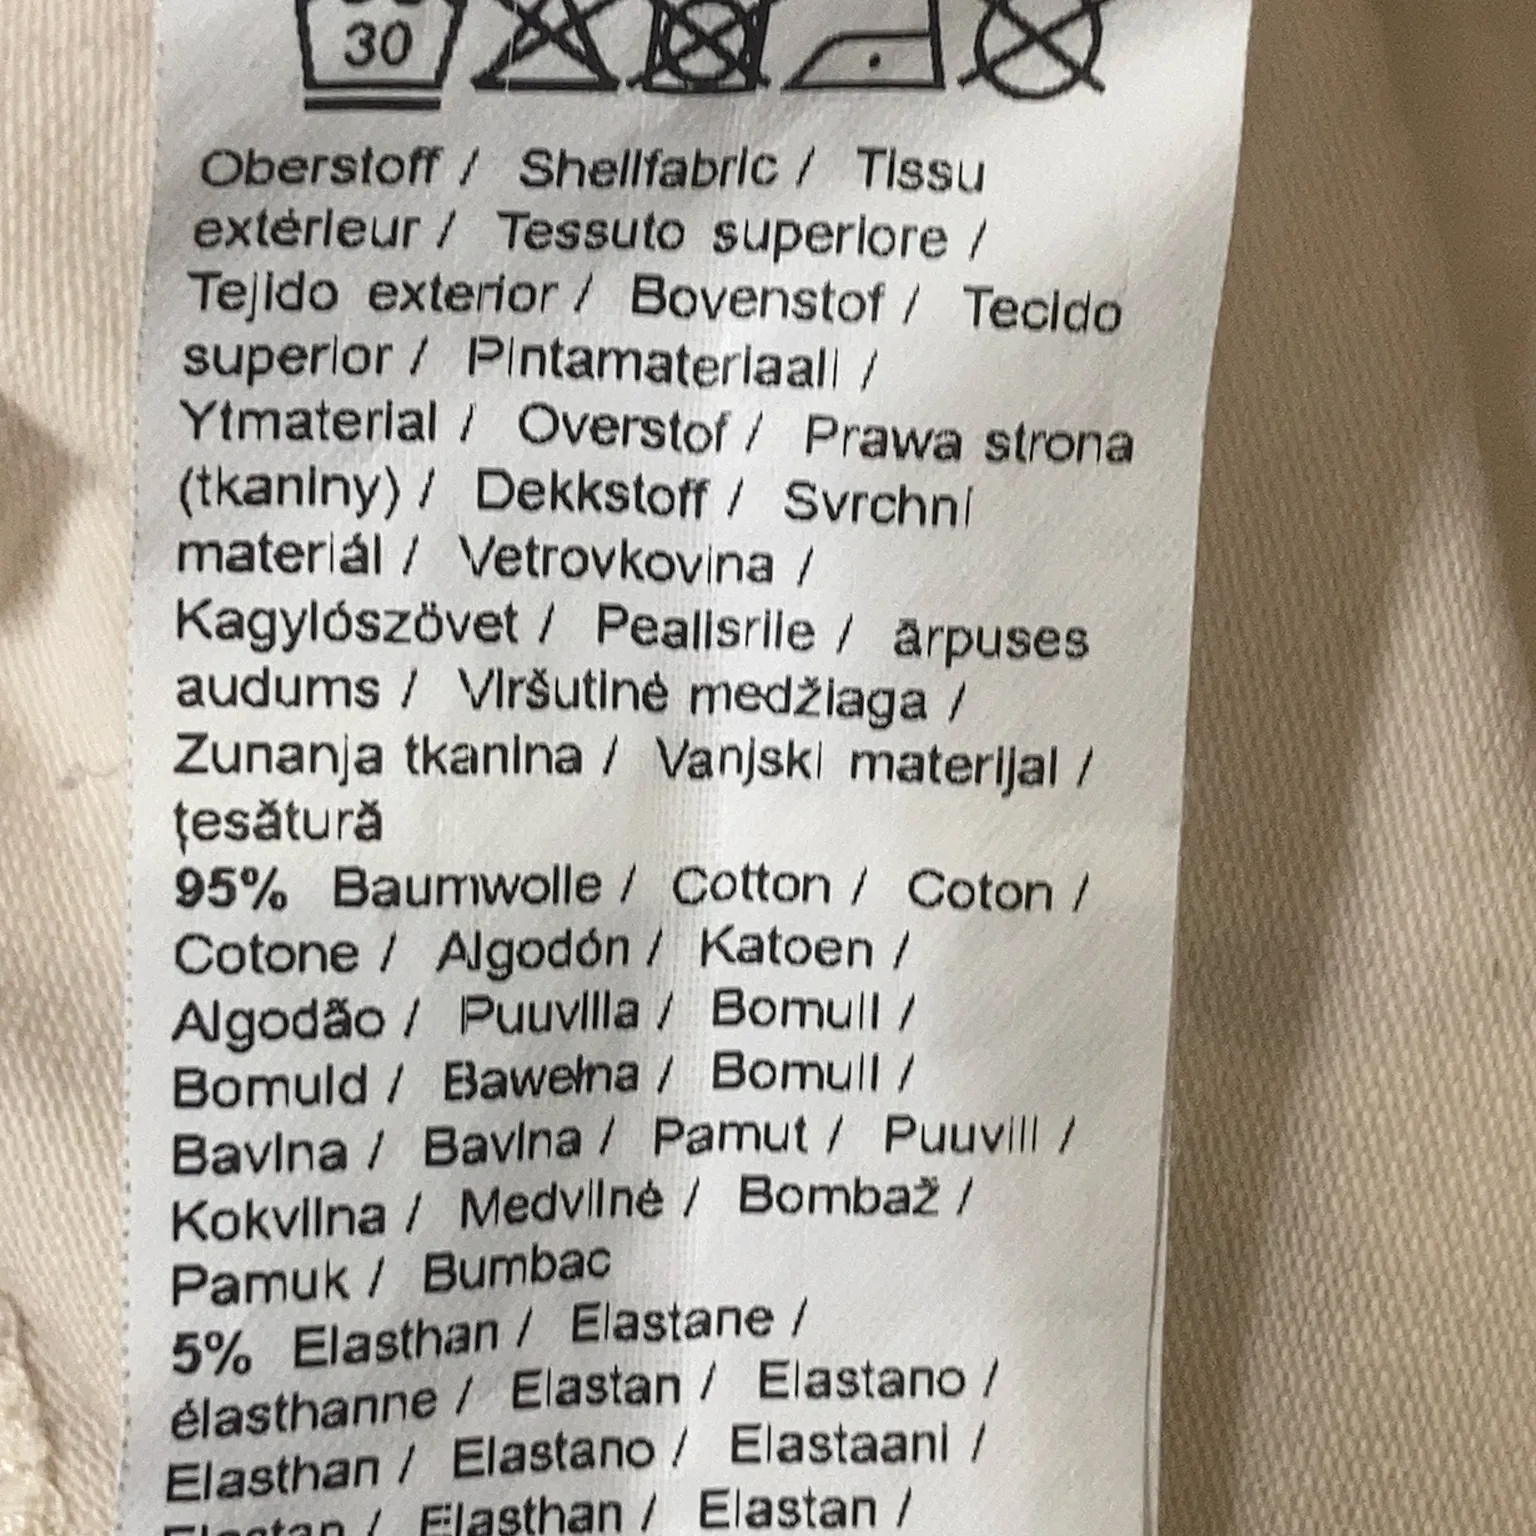 30
Oberstoff / Shellfabric / Tissu
extérieur / Tessuto superiore /
Tejido exterior / Bovenstof / Tecido
superior / Pintamateriaali /
Ytmaterial / Overstof / Prawa strona
(tkaniny) / Dekkstoff / Svrchní
materiál / Vetrovkovina /
Kagylószövet / Pealisriie / ārpuses
audums / Viršutinė medžiaga /
Zunanja tkanina / Vanjski materijal /
ţesătură
95% Baumwolle / Cotton / Coton /
Cotone / Algodón / Katoen /
Algodão / Puuvilla / Bomull /
Bomuld / Bawełna / Bomull /
Bavlna / Bavlna / Pamut / Puuvill /
Kokvilna / Medvilnė / Bombaž /
Pamuk / Bumbac
5% Elasthan / Elastane /
élasthanne / Elastan / Elastano /
Elasthan / Elastano / Elastaani /
Elastan / Elasthan / Elastan /